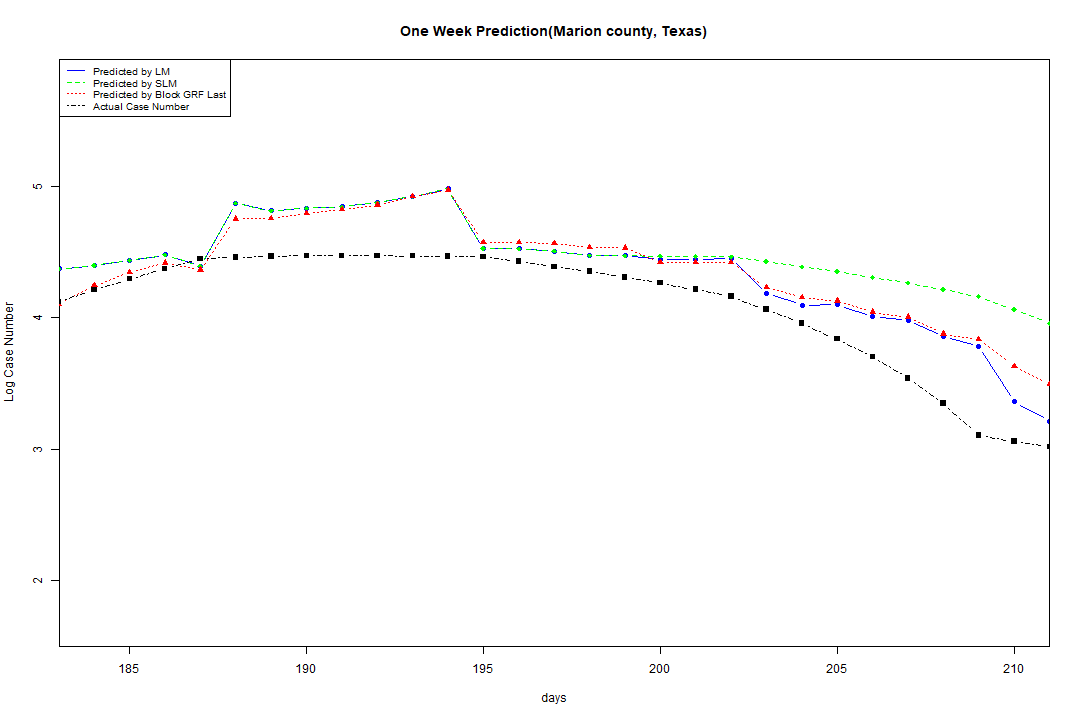 One Week Prediction(Marion county, Texas)
Predicted by LM
Predicted by SLM
Predicted by Block GRF Last
Actual Case Number
5
4
3
2
Log Case Number
185 190 195 200 205 210
days